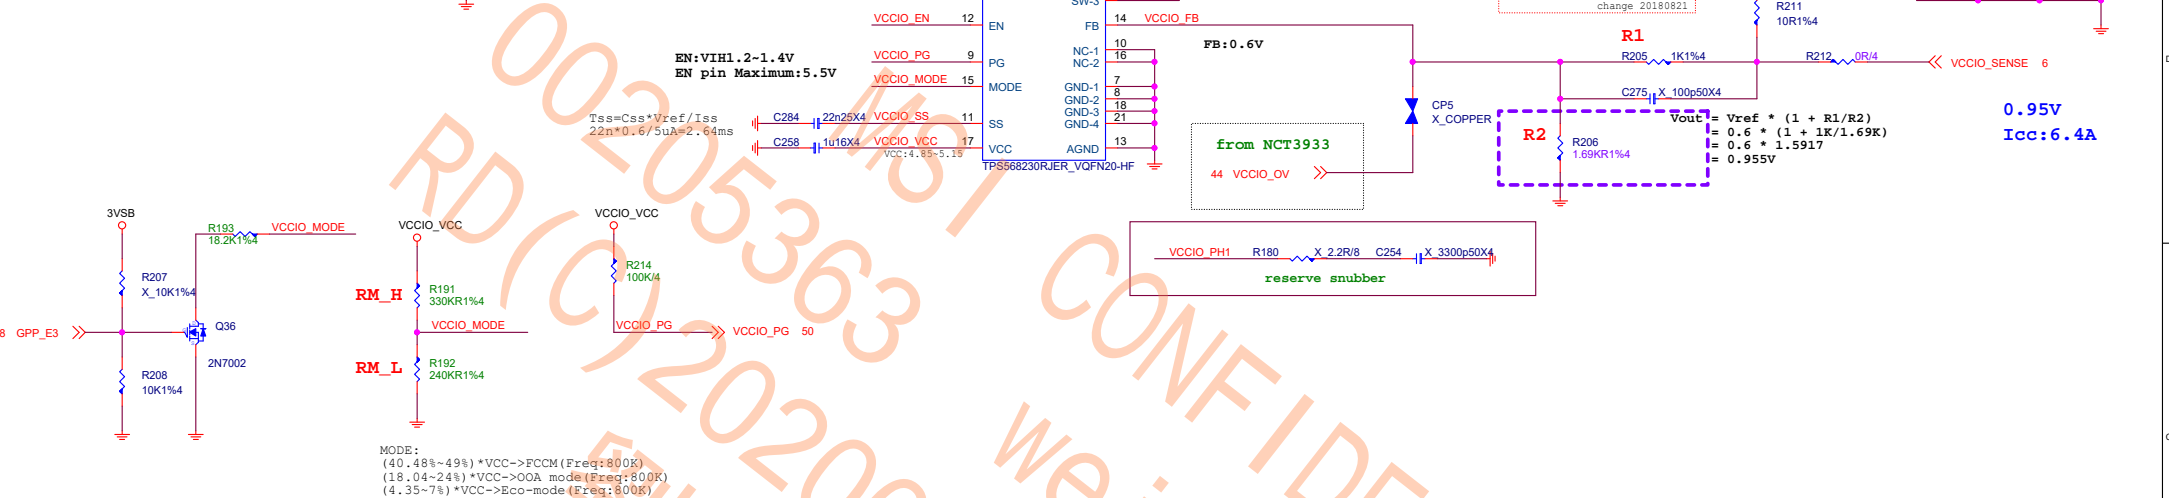 SW-3
change 20180821
R211
10R1%4
VCCIO_EN 12 EN
14 VCCIO_FB
FB
FB:0.6V
R1
EN:VIH1.2~1.4V
EN pin Maximum:5.5V
VCCIO_PG 9 PG
10 NC-1
16 NC-2
R205 1K1%4
R212 0R/4
VCCIO_SENSE 6
VCCIO_MODE 15 MODE
7 GND-1
8 GND-2
18 GND-3
21 GND-4
C275 X_100p50X4
CP5
X_COPPER
0.95V
Icc:6.4A
Tss=Css*Vref/Iss
22n*0.6/5uA=2.64ms
C284 22n25X4 VCCIO_SS 11 SS
C258 1u16X4 VCCIO_VCC 17 VCC
VCC:4.85~5.15
13 AGND
TPS568230RJER_VQFN20-HF
R2
R206
1.69KR1%4
Vout = Vref * (1 + R1/R2)
= 0.6 * (1 + 1K/1.69K)
= 0.6 * 1.5917
= 0.955V
from NCT3933
44 VCCIO_OV
3VSB
R193
18.2K1%4
VCCIO_MODE
VCCIO_VCC
VCCIO_VCC
R207
X_10K1%4
R214
100K/4
RM_H
R191
330KR1%4
VCCIO_PH1 R180 X_2.2R/8 C254 X_3300p50X4
reserve snubber
8 GPP_E3
Q36
2N7002
VCCIO_MODE
VCCIO_PG
VCCIO_PG 50
R208
10K1%4
RM_L
R192
240KR1%4
MODE:
(40.48%~49%)*VCC->FCCM(Freq:800K)
(18.04~24%)*VCC->OOA mode(Freq:800K)
(4.35~7%)*VCC->Eco-mode(Freq:800K)
00205363
MSI CONFIDE
RD(C)20200
wei